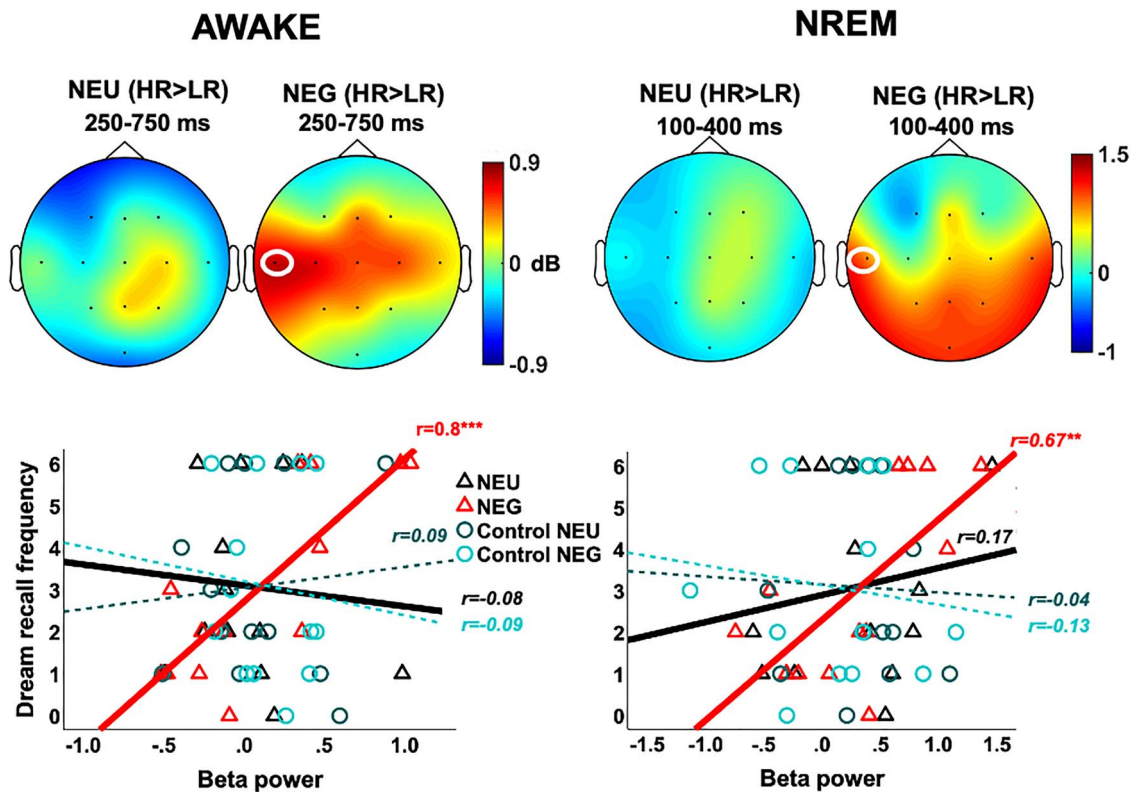 AWAKE
NEU (HR>LR)
250-750 ms
NEG (HR>LR)
250-750 ms
0.9
0 dB
-0.9
NREM
NEU (HR>LR)
100-400 ms
NEG (HR>LR)
100-400 ms
1.5
0
-1
Dream recall frequency
6
5
4
3
2
1
0
r=0.8***
NEU
NEG
Control NEU
Control NEG
r=0.09
r=-0.08
r=-0.09
-1.0 -.5 .0 .5 1.0
Beta power
6
5
4
3
2
1
0
r=0.67**
r=0.17
r=-0.04
r=-0.13
-1.5 -1.0 -.5 .0 .5 1.0 1.5
Beta power